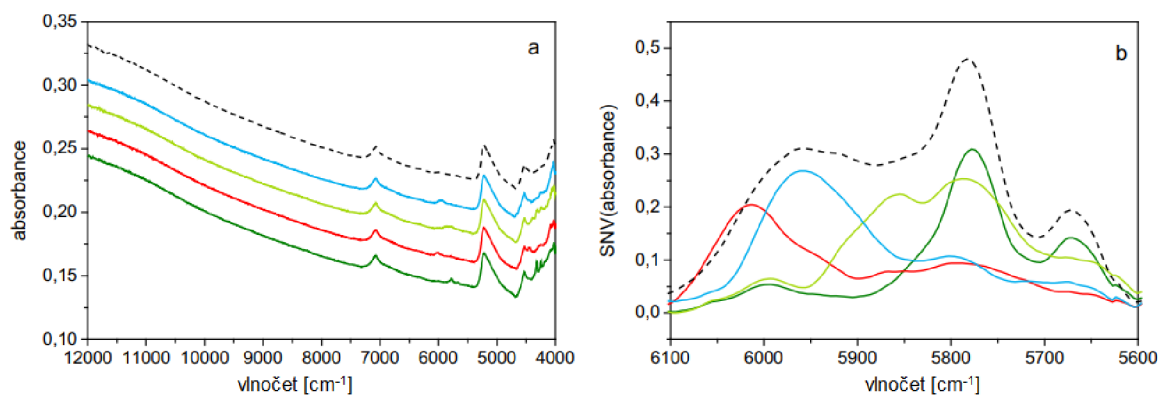 a
0,35
0,30
0,25
0,20
0,15
0,10
absorbance
12000 11000 10000 9000 8000 7000 6000 5000 4000
vlnočet [cm-1]
b
0,5
0,4
0,3
0,2
0,1
0,0
SNV(absorbance)
6100 6000 5900 5800 5700 5600
vlnočet [cm-1]